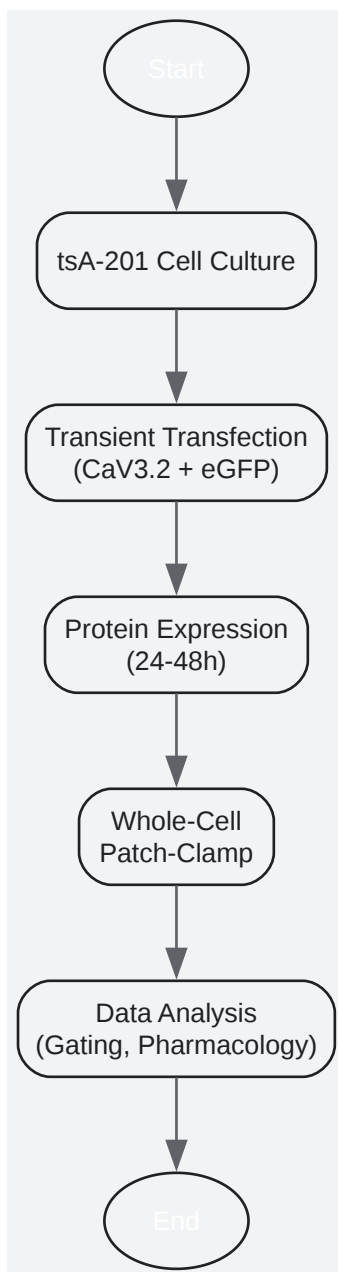 Start
tsA-201 Cell Culture
Transient Transfection
(CaV3.2 + eGFP)
Protein Expression
(24-48h)
Whole-Cell
Patch-Clamp
Data Analysis
(Gating, Pharmacology)
End